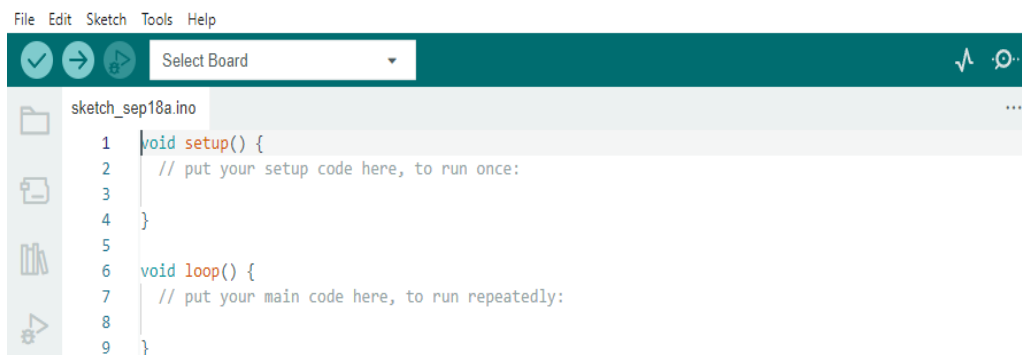 File Edit Sketch Tools Help
Select Board
sketch_sep18a.ino
...
1 void setup() {
2 // put your setup code here, to run once:
3
4 }
5
6 void loop() {
7 // put your main code here, to run repeatedly:
8
9 }